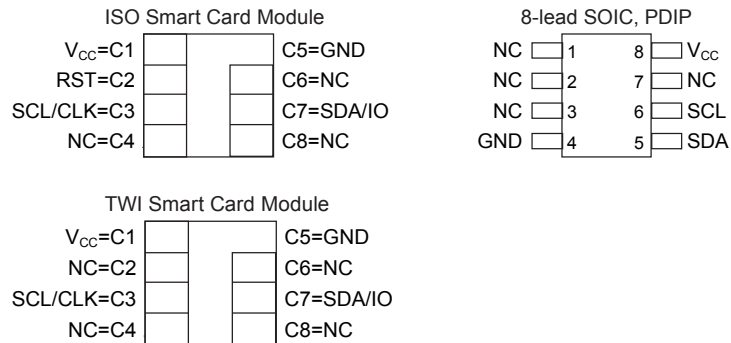 ISO Smart Card Module
V_CC=C1 C5=GND
RST=C2 C6=NC
SCL/CLK=C3 C7=SDA/IO
NC=C4 C8=NC
8-lead SOIC, PDIP
NC 1 8 V_CC
NC 2 7 NC
NC 3 6 SCL
GND 4 5 SDA
TWI Smart Card Module
V_CC=C1 C5=GND
NC=C2 C6=NC
SCL/CLK=C3 C7=SDA/IO
NC=C4 C8=NC